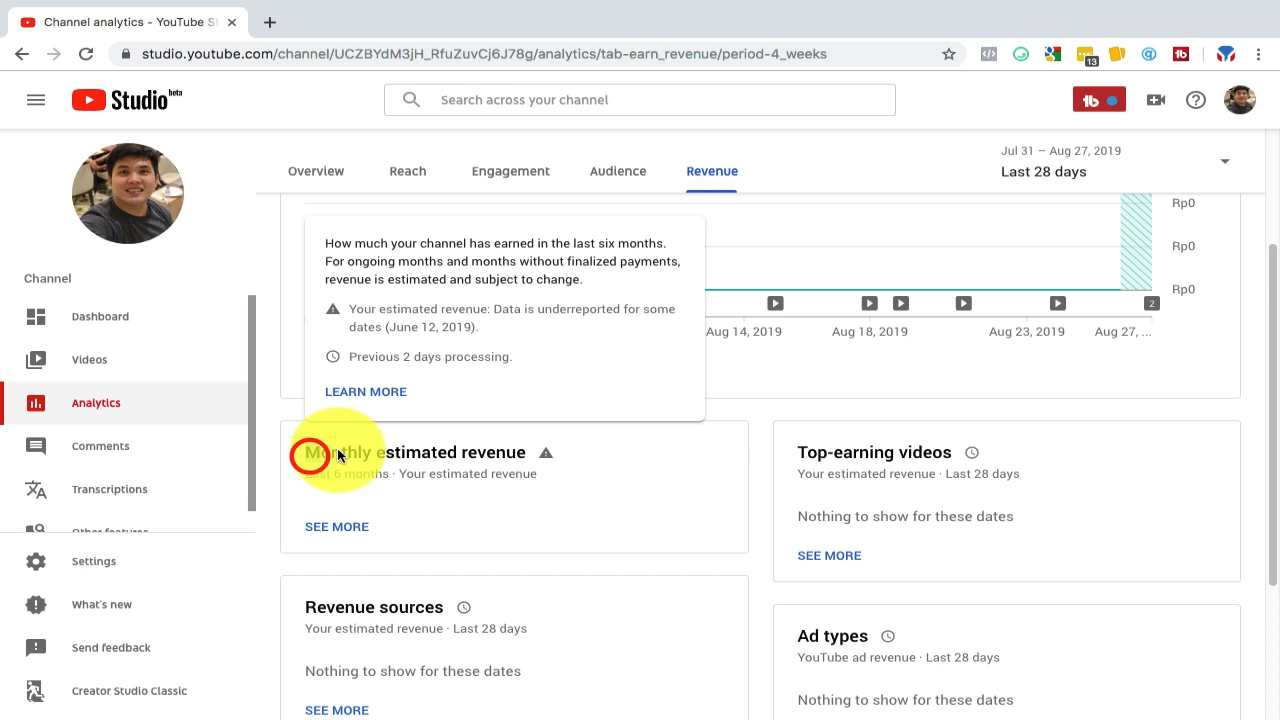 Channel analytics - YouTube S
studio.youtube.com/channel/UCZBYdM3jH_RfuZuvCj6J78g/analytics/tab-earn_revenue/period-4_weeks
13
Studio beta
Search across your channel
Overview
Reach
Engagement
Audience
Revenue
Jul 31 – Aug 27, 2019
Last 28 days
Channel
Dashboard
Videos
Analytics
Comments
Transcriptions
Other features
Settings
What's new
Send feedback
Creator Studio Classic
Rp0
Rp0
Rp0
2
Aug 14, 2019
Aug 18, 2019
Aug 23, 2019
Aug 27, ...
How much your channel has earned in the last six months.
For ongoing months and months without finalized payments,
revenue is estimated and subject to change.
Your estimated revenue: Data is underreported for some
dates (June 12, 2019).
Previous 2 days processing.
LEARN MORE
Monthly estimated revenue
Last 6 months · Your estimated revenue
SEE MORE
Top-earning videos
Your estimated revenue · Last 28 days
Nothing to show for these dates
SEE MORE
Revenue sources
Your estimated revenue · Last 28 days
Nothing to show for these dates
SEE MORE
Ad types
YouTube ad revenue · Last 28 days
Nothing to show for these dates